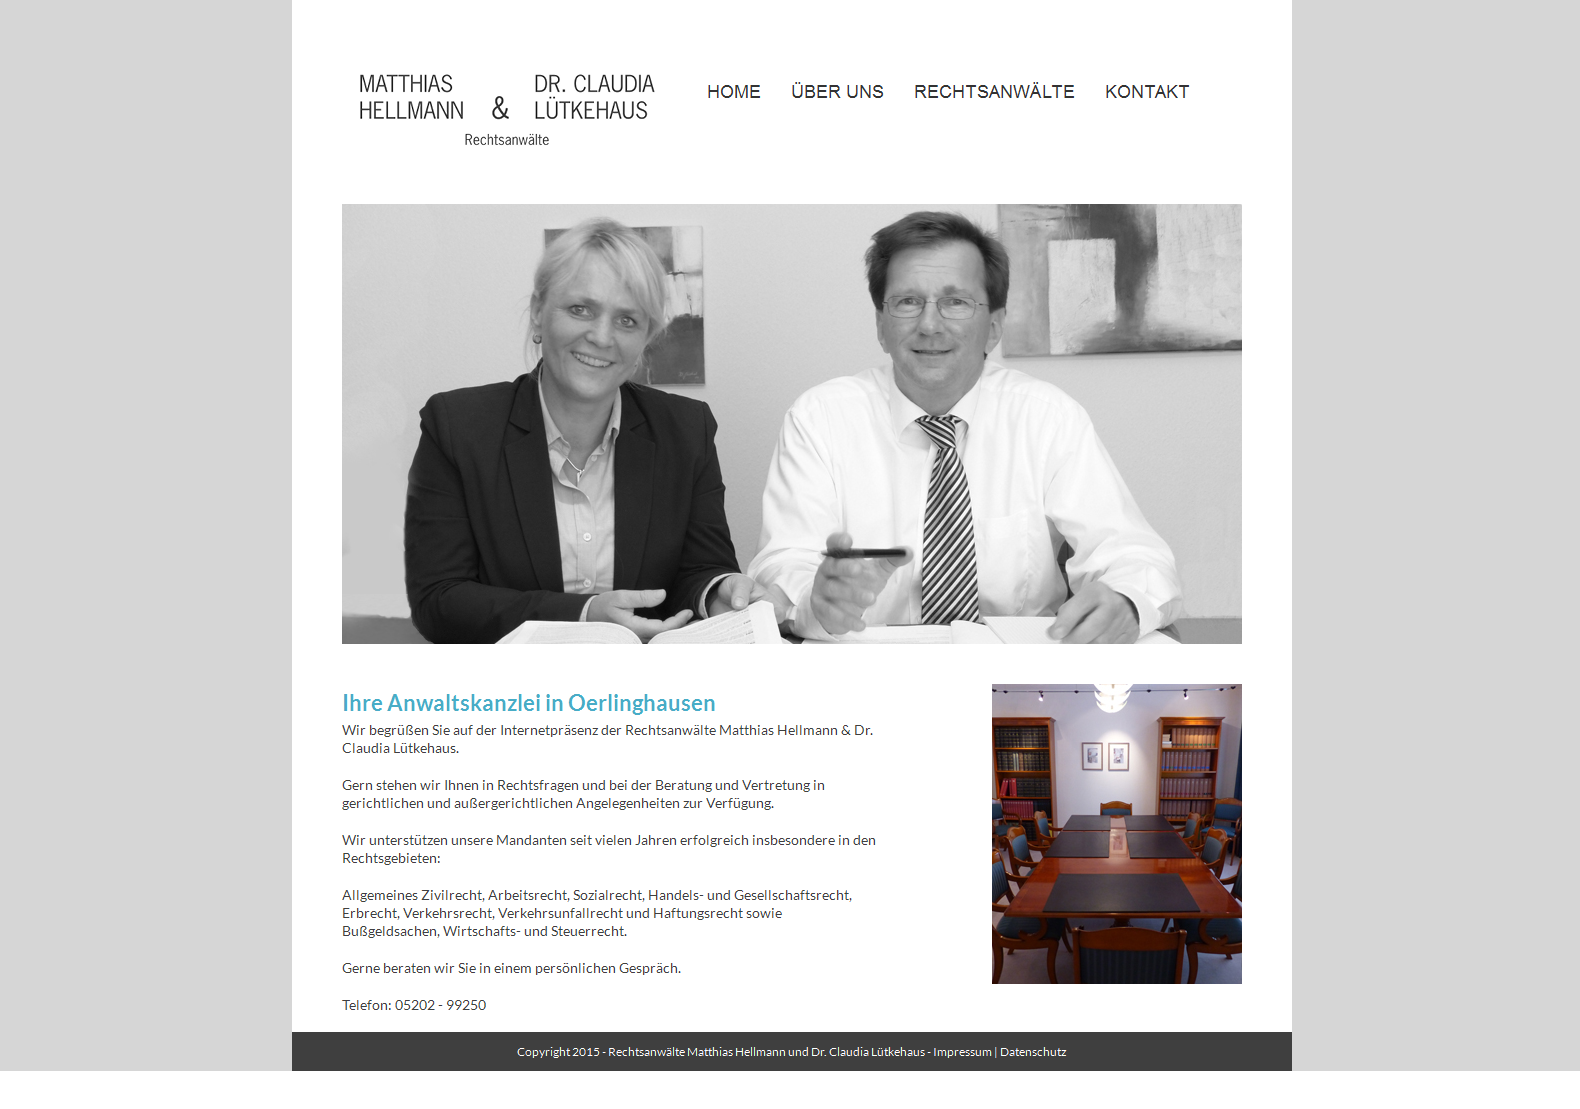 MATTHIAS
HELLMANN
&
DR. CLAUDIA
LÜTKEHAUS
Rechtsanwälte
HOME ÜBER UNS RECHTSANWÄLTE KONTAKT
Ihre Anwaltskanzlei in Oerlinghausen
Wir begrüßen Sie auf der Internetpräsenz der Rechtsanwälte Matthias Hellmann & Dr.
Claudia Lütkehaus.
Gern stehen wir Ihnen in Rechtsfragen und bei der Beratung und Vertretung in
gerichtlichen und außergerichtlichen Angelegenheiten zur Verfügung.
Wir unterstützen unsere Mandanten seit vielen Jahren erfolgreich insbesondere in den
Rechtsgebieten:
Allgemeines Zivilrecht, Arbeitsrecht, Sozialrecht, Handels- und Gesellschaftsrecht,
Erbrecht, Verkehrsrecht, Verkehrsunfallrecht und Haftungsrecht sowie
Bußgeldsachen, Wirtschafts- und Steuerrecht.
Gerne beraten wir Sie in einem persönlichen Gespräch.
Telefon: 05202 - 99250
Copyright 2015 - Rechtsanwälte Matthias Hellmann und Dr. Claudia Lütkehaus - Impressum | Datenschutz